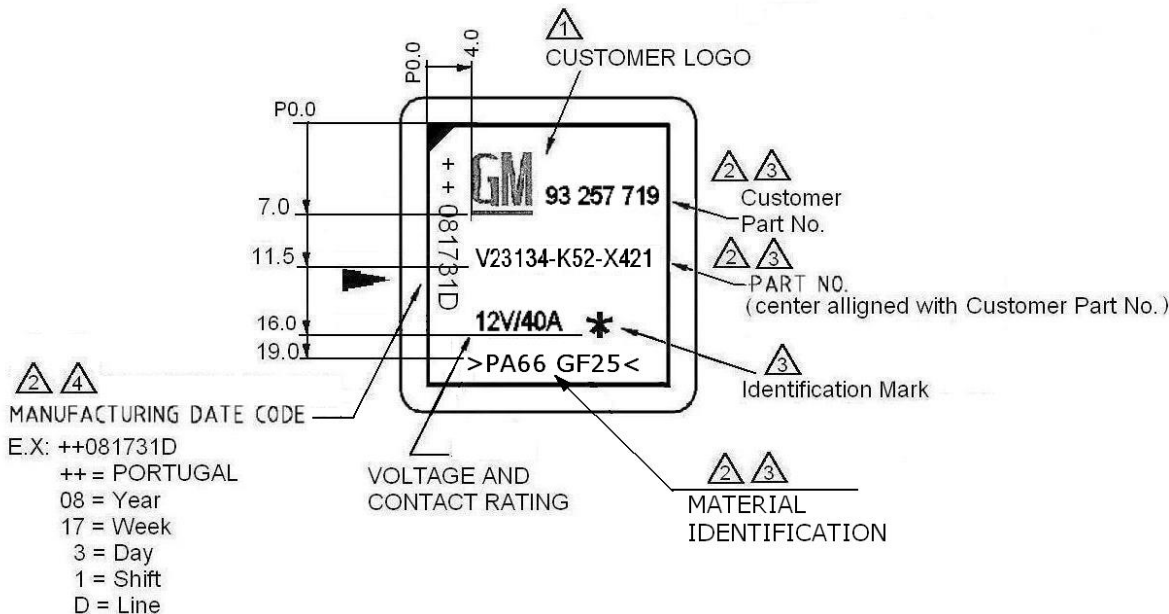 1
CUSTOMER LOGO
P0.0
4.0
P0.0
7.0
11.5
16.0
19.0
GM
93 257 719
V23134-K52-X421
12V/40A *
>PA66 GF25<
++081731D
2 3
Customer
Part No.
2 3
PART NO.
(center alligned with Customer Part No.)
3
Identification Mark
2 4
MANUFACTURING DATE CODE
E.X: ++081731D
++ = PORTUGAL
08 = Year
17 = Week
3 = Day
1 = Shift
D = Line
VOLTAGE AND
CONTACT RATING
2 3
MATERIAL
IDENTIFICATION